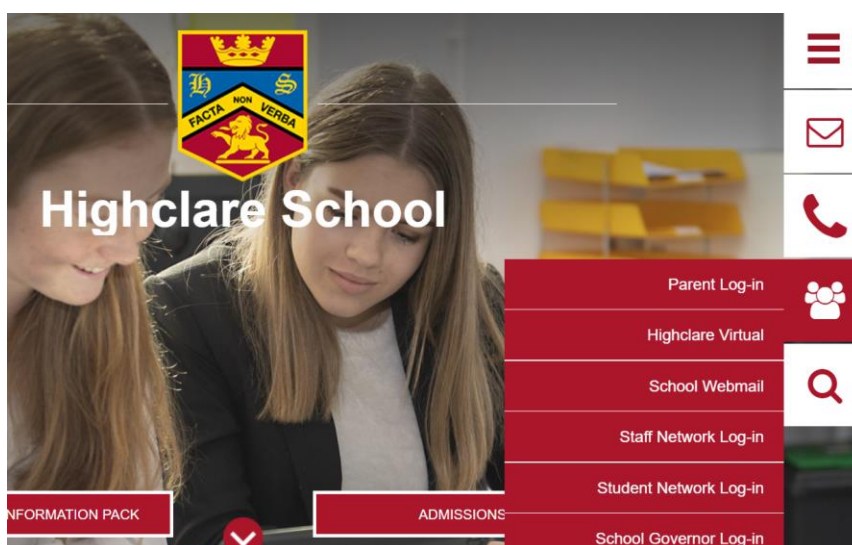 H S
FACTA NON VERBA
Highclare School
Parent Log-in
Highclare Virtual
School Webmail
Staff Network Log-in
Student Network Log-in
School Governor Log-in
NFORMATION PACK
ADMISSIONS